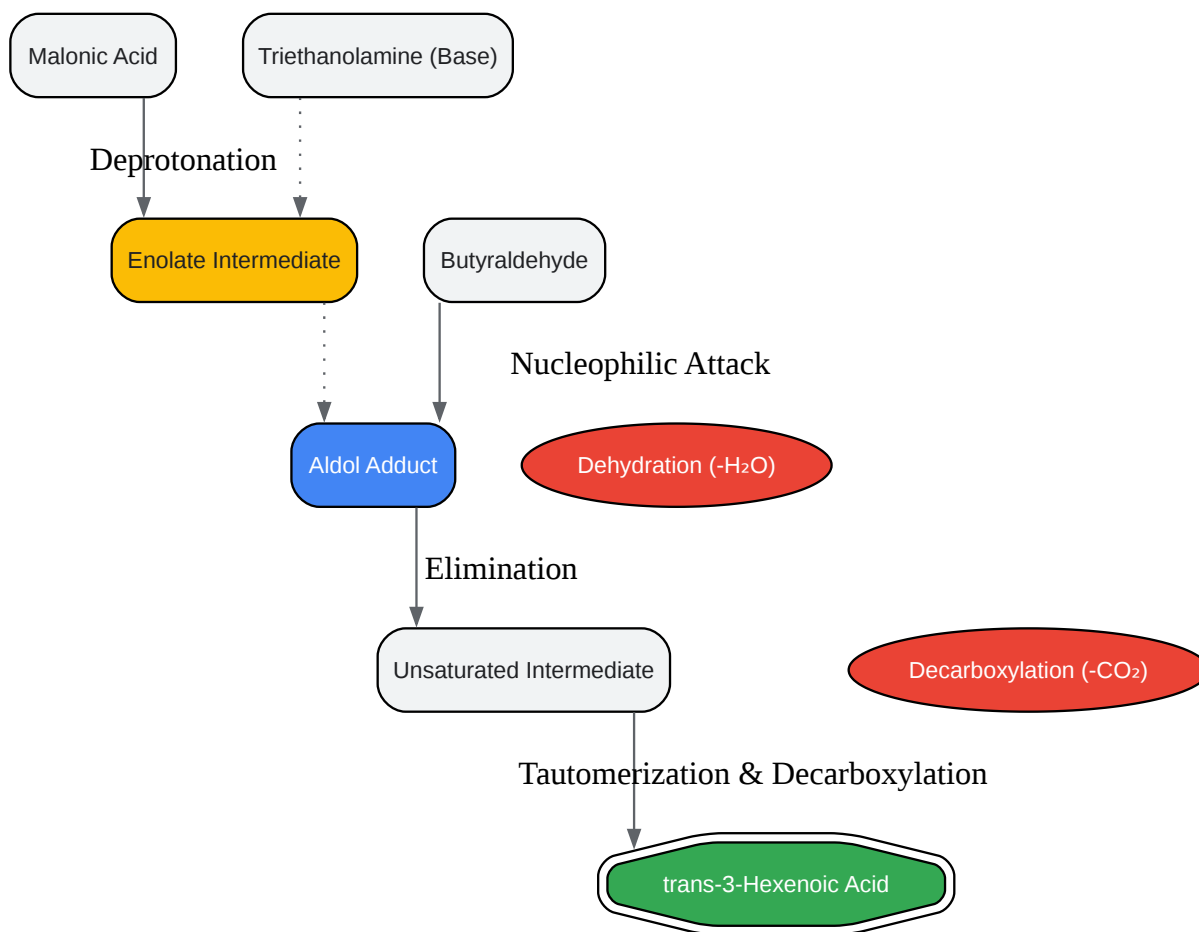 Malonic Acid
Triethanolamine (Base)
Deprotonation
Enolate Intermediate
Butyraldehyde
Nucleophilic Attack
Aldol Adduct
Dehydration (-H₂O)
Elimination
Unsaturated Intermediate
Decarboxylation (-CO₂)
Tautomerization & Decarboxylation
trans-3-Hexenoic Acid